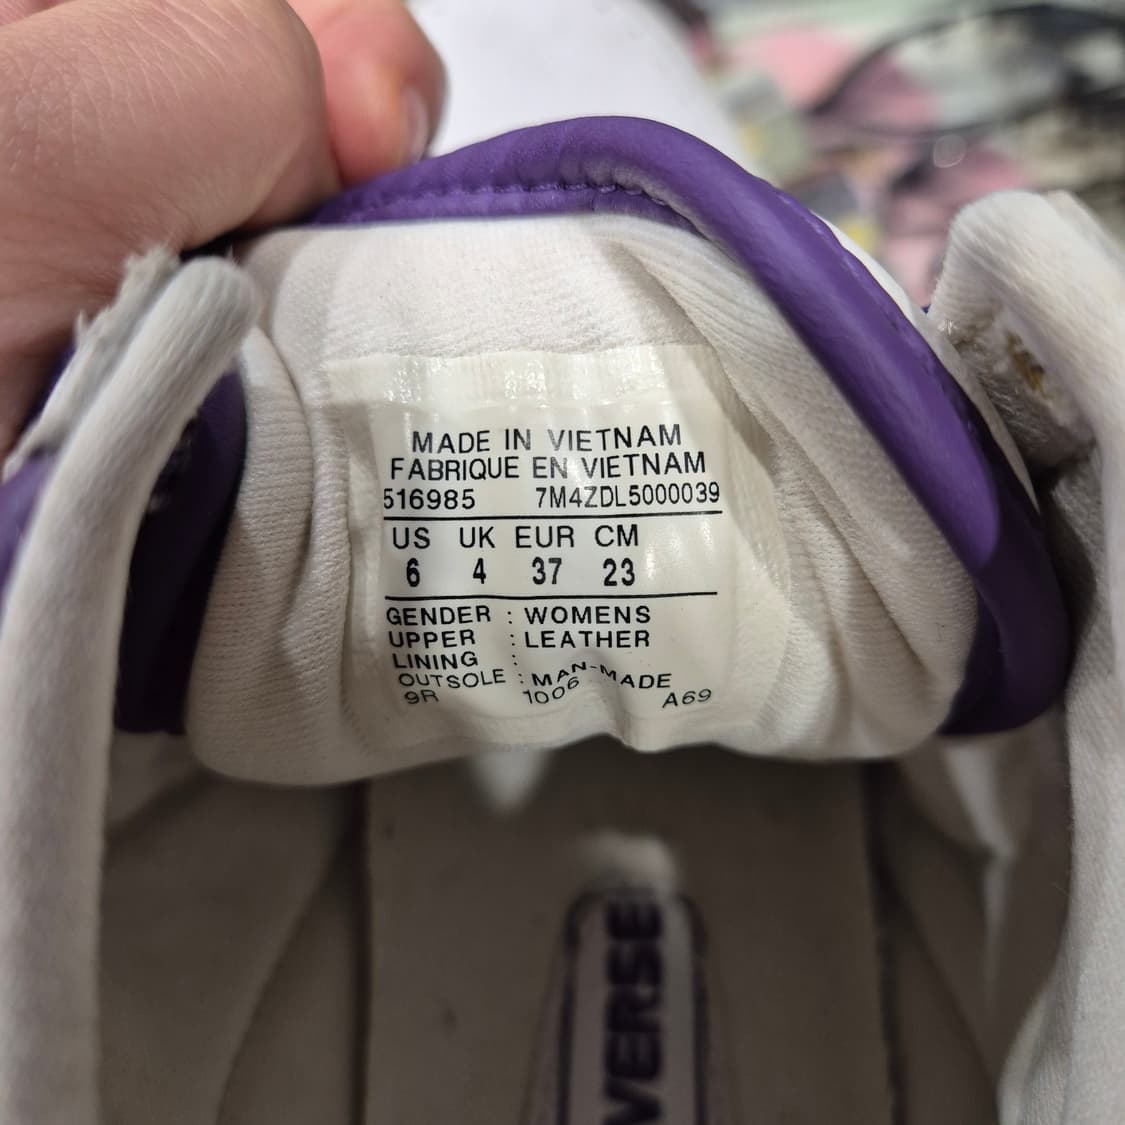 MADE IN VIETNAM
FABRIQUE EN VIETNAM
516985 7M4ZDL5000039
US UK EUR CM
6 4 37 23
GENDER : WOMENS
UPPER : LEATHER
LINING :
OUTSOLE : MAN-MADE
9R 1006 A69
VERSE